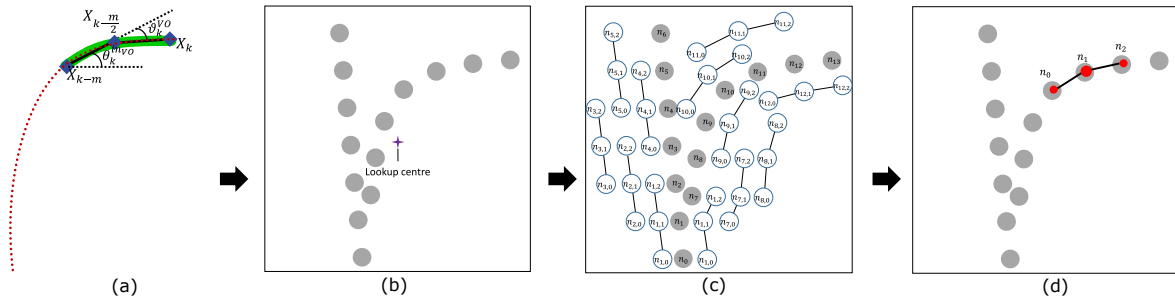 X_{k-\frac{m}{2}}
ϑ_k^{VO}
X_k
θ_k^{in_{VO}}
X_{k-m}
(a)
Lookup centre
(b)
n_{5,2}
n_6
n_{11,2}
n_{11,1}
n_{11,0}
n_{10,2}
n_{5,1}
n_{4,2}
n_5
n_{10,1}
n_{11}
n_{12}
n_{13}
n_{10}
n_{9,2}
n_{12,1}
n_{12,2}
n_{12,0}
n_{3,2}
n_{5,0}
n_{4,1}
n_4
n_{10,0}
n_9
n_{9,1}
n_{8,2}
n_{3,1}
n_{2,2}
n_{4,0}
n_3
n_8
n_{9,0}
n_{7,2}
n_{8,1}
n_{3,0}
n_{2,1}
n_{1,2}
n_2
n_7
n_{1,2}
n_{7,1}
n_{8,0}
n_{2,0}
n_{1,1}
n_1
n_{1,1}
n_{7,0}
n_{1,0}
n_0
n_{1,0}
(c)
n_0
n_1
n_2
(d)